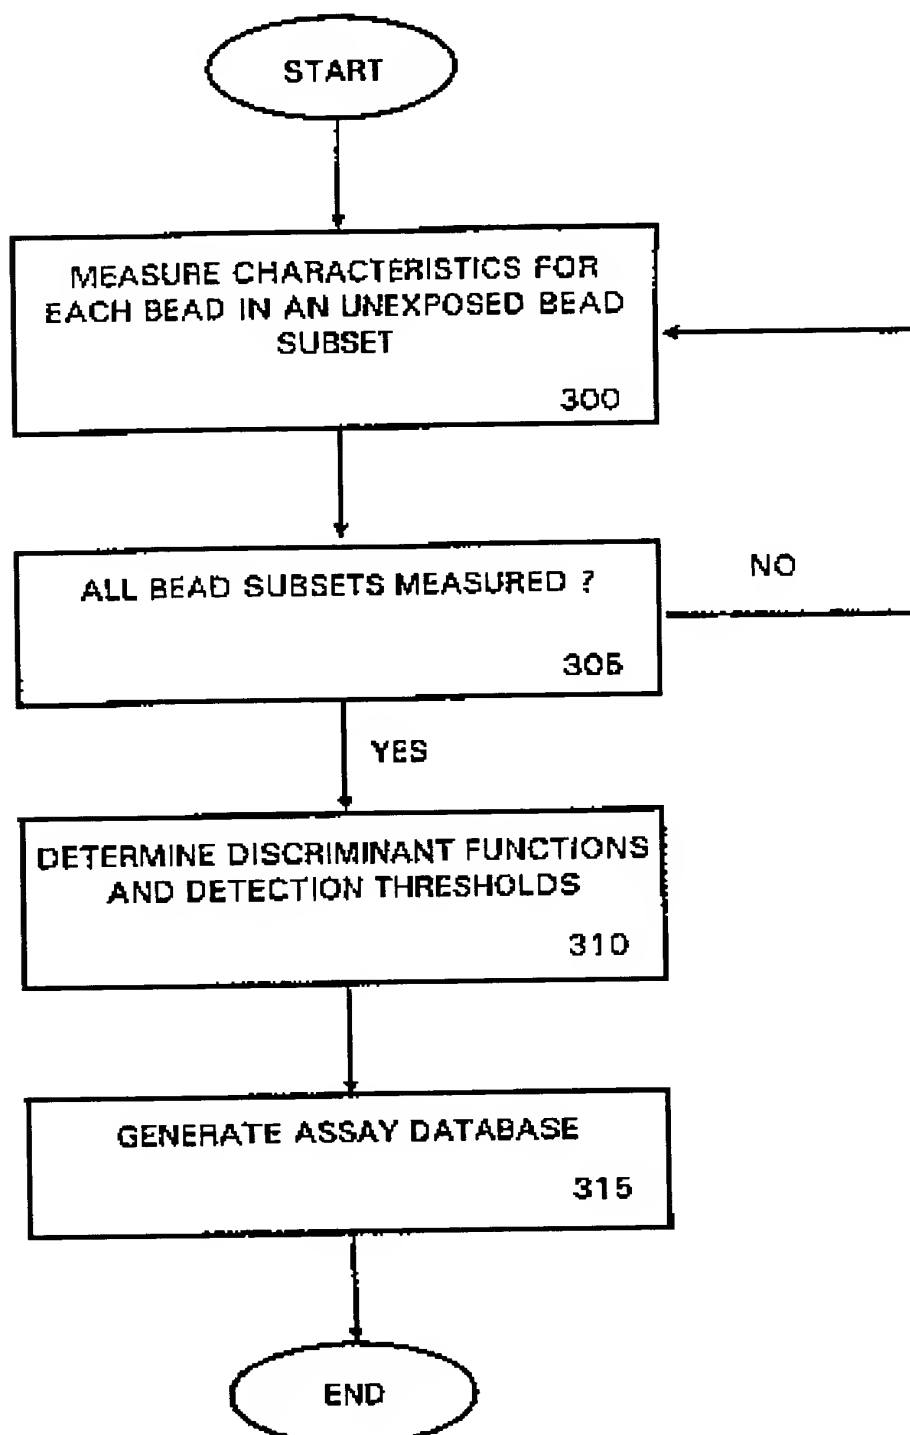 START
MEASURE CHARACTERISTICS FOR
EACH BEAD IN AN UNEXPOSED BEAD
SUBSET
300
ALL BEAD SUBSETS MEASURED ?
305
NO
YES
DETERMINE DISCRIMINANT FUNCTIONS
AND DETECTION THRESHOLDS
310
GENERATE ASSAY DATABASE
315
END